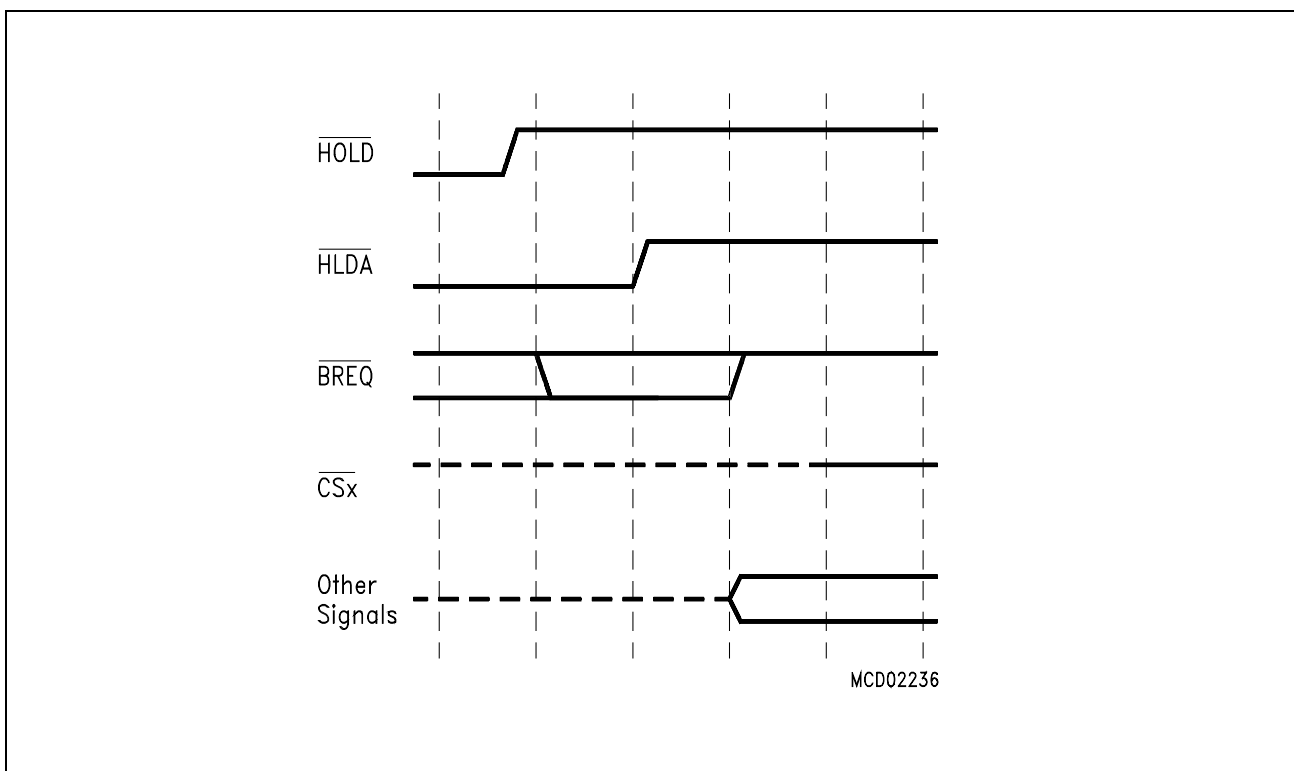 HOLD
HLDA
BREQ
CSx
Other
Signals
MCD02236